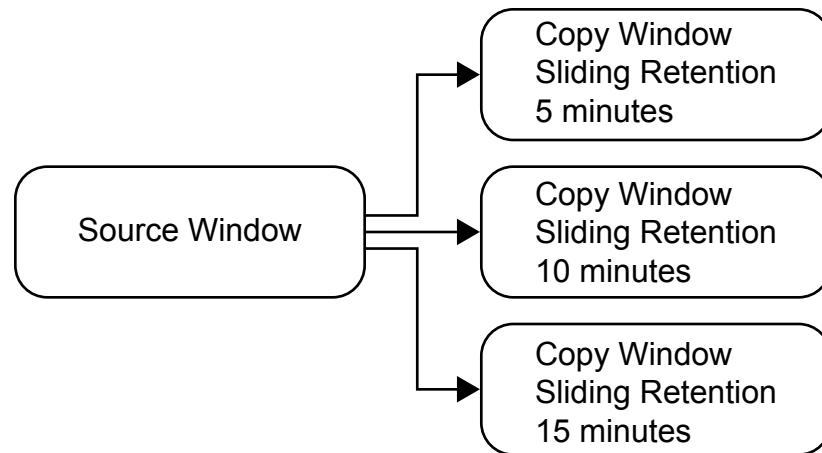 Source Window
Copy Window
Sliding Retention
5 minutes
Copy Window
Sliding Retention
10 minutes
Copy Window
Sliding Retention
15 minutes